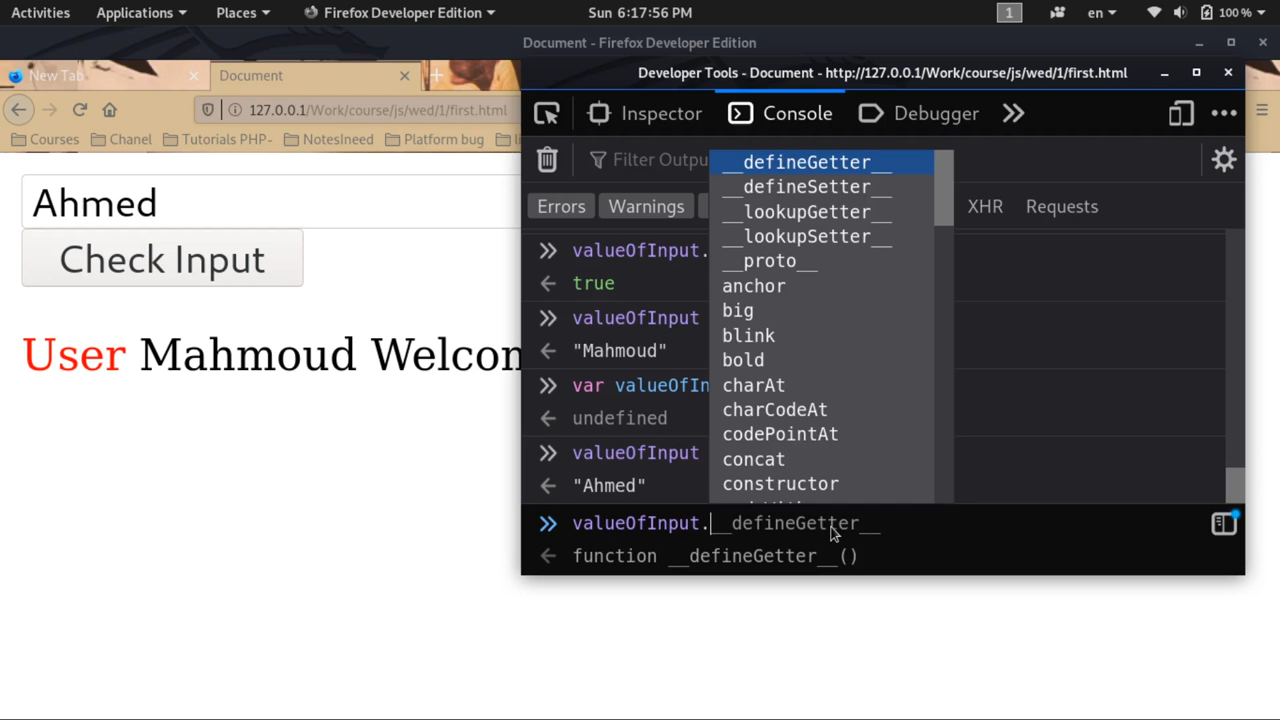 Activities Applications Places Firefox Developer Edition Sun 6:17:56 PM 1 en 100 %
Document - Firefox Developer Edition
New Tab Document
127.0.0.1/Work/course/js/wed/1/first.html
Courses Chanel Tutorials PHP- NotesIneed Platform bug
Ahmed
Check Input
User Mahmoud
Developer Tools - Document - http://127.0.0.1/Work/course/js/wed/1/first.html
Inspector Console Debugger
Filter
Errors Warnings XHR Requests
valueOfInput.
true
valueOfInput
"Mahmoud"
var
undefined
valueOfInput
"Ahmed"
__defineGetter__
__defineSetter__
__lookupGetter__
__lookupSetter__
__proto__
anchor
big
blink
bold
charAt
charCodeAt
codePointAt
concat
constructor
valueOfInput.__defineGetter__
function __defineGetter__()